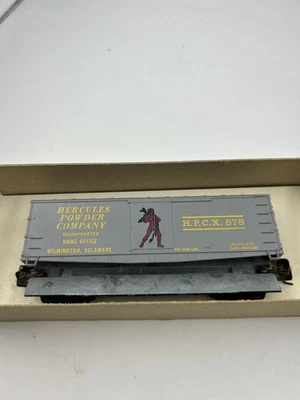 HERCULES
POWDER
COMPANY
INCORPORATED
HOME OFFICE
WILMINGTON, DELAWARE
H.P.C.X. 575